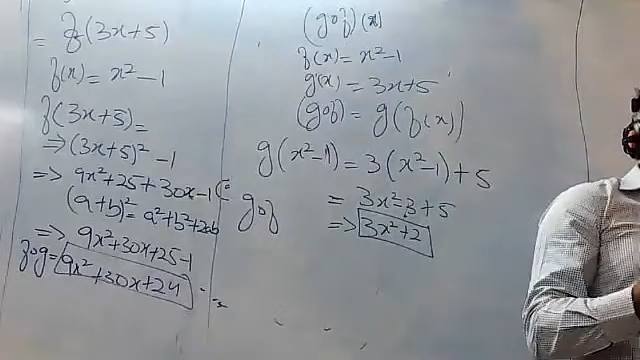 = f(3x+5)
f(x) = x² - 1
f(3x+5) =
⇒ (3x+5)² - 1
⇒ 9x² + 25 + 30x - 1 (∵
(a+b)² = a² + b² + 2ab
⇒ 9x² + 30x + 25 - 1
fog = 9x² + 30x + 24
(gof)(x)
f(x) = x² - 1
g(x) = 3x + 5
(gof) = g(f(x))
g(x² - 1) = 3(x² - 1) + 5
gof
= 3x² - 3 + 5
⇒ 3x² + 2